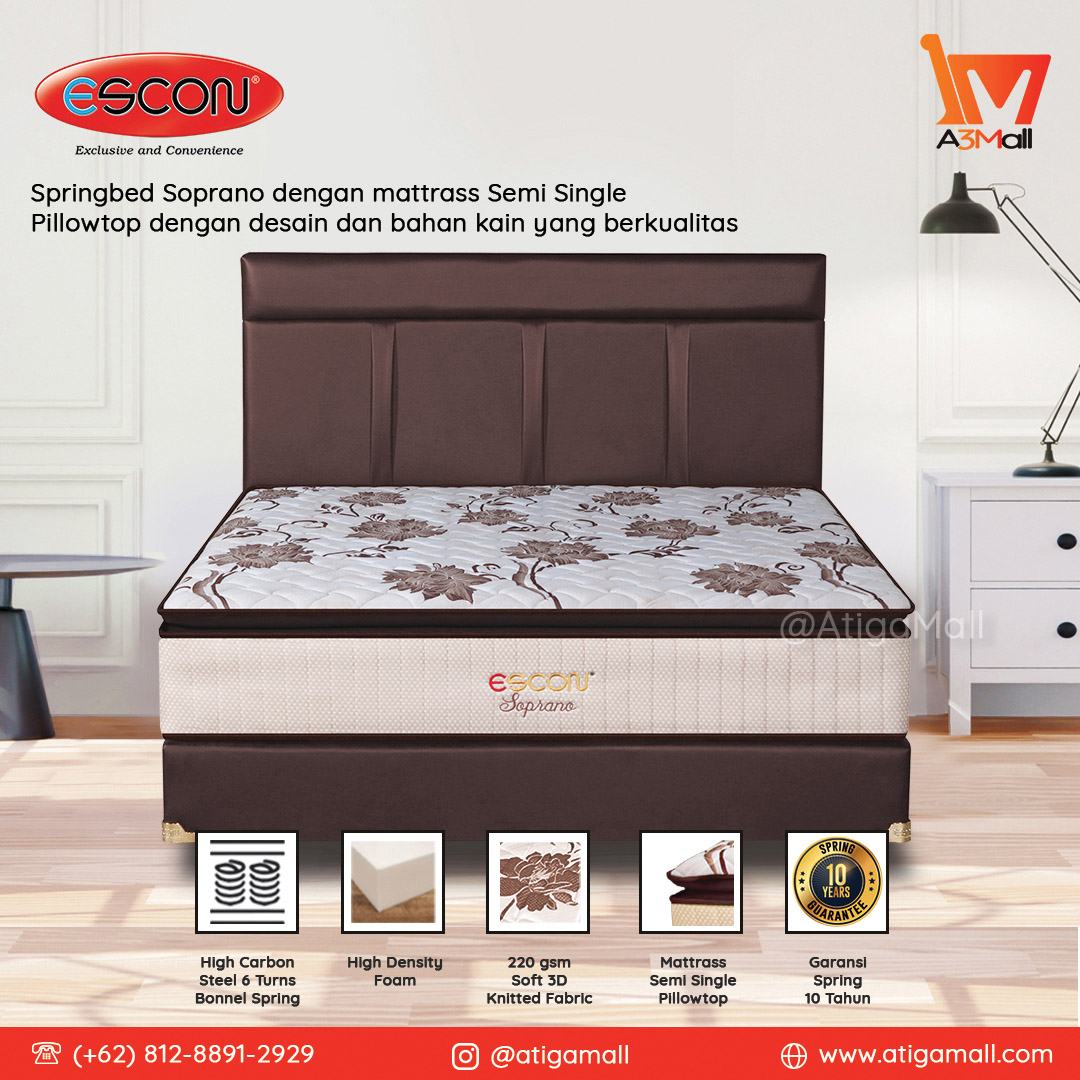 ESCON®
Exclusive and Convenience
A3Mall
Springbed Soprano dengan mattrass Semi Single
Pillowtop dengan desain dan bahan kain yang berkualitas
@AtigaMall
ESCON®
Soprano
SPRING
10
YEARS
GUARANTEE
High Carbon
Steel 6 Turns
Bonnel Spring
High Density
Foam
220 gsm
Soft 3D
Knitted Fabric
Mattrass
Semi Single
Pillowtop
Garansi
Spring
10 Tahun
(+62) 812-8891-2929
@atigamall
www.atigamall.com